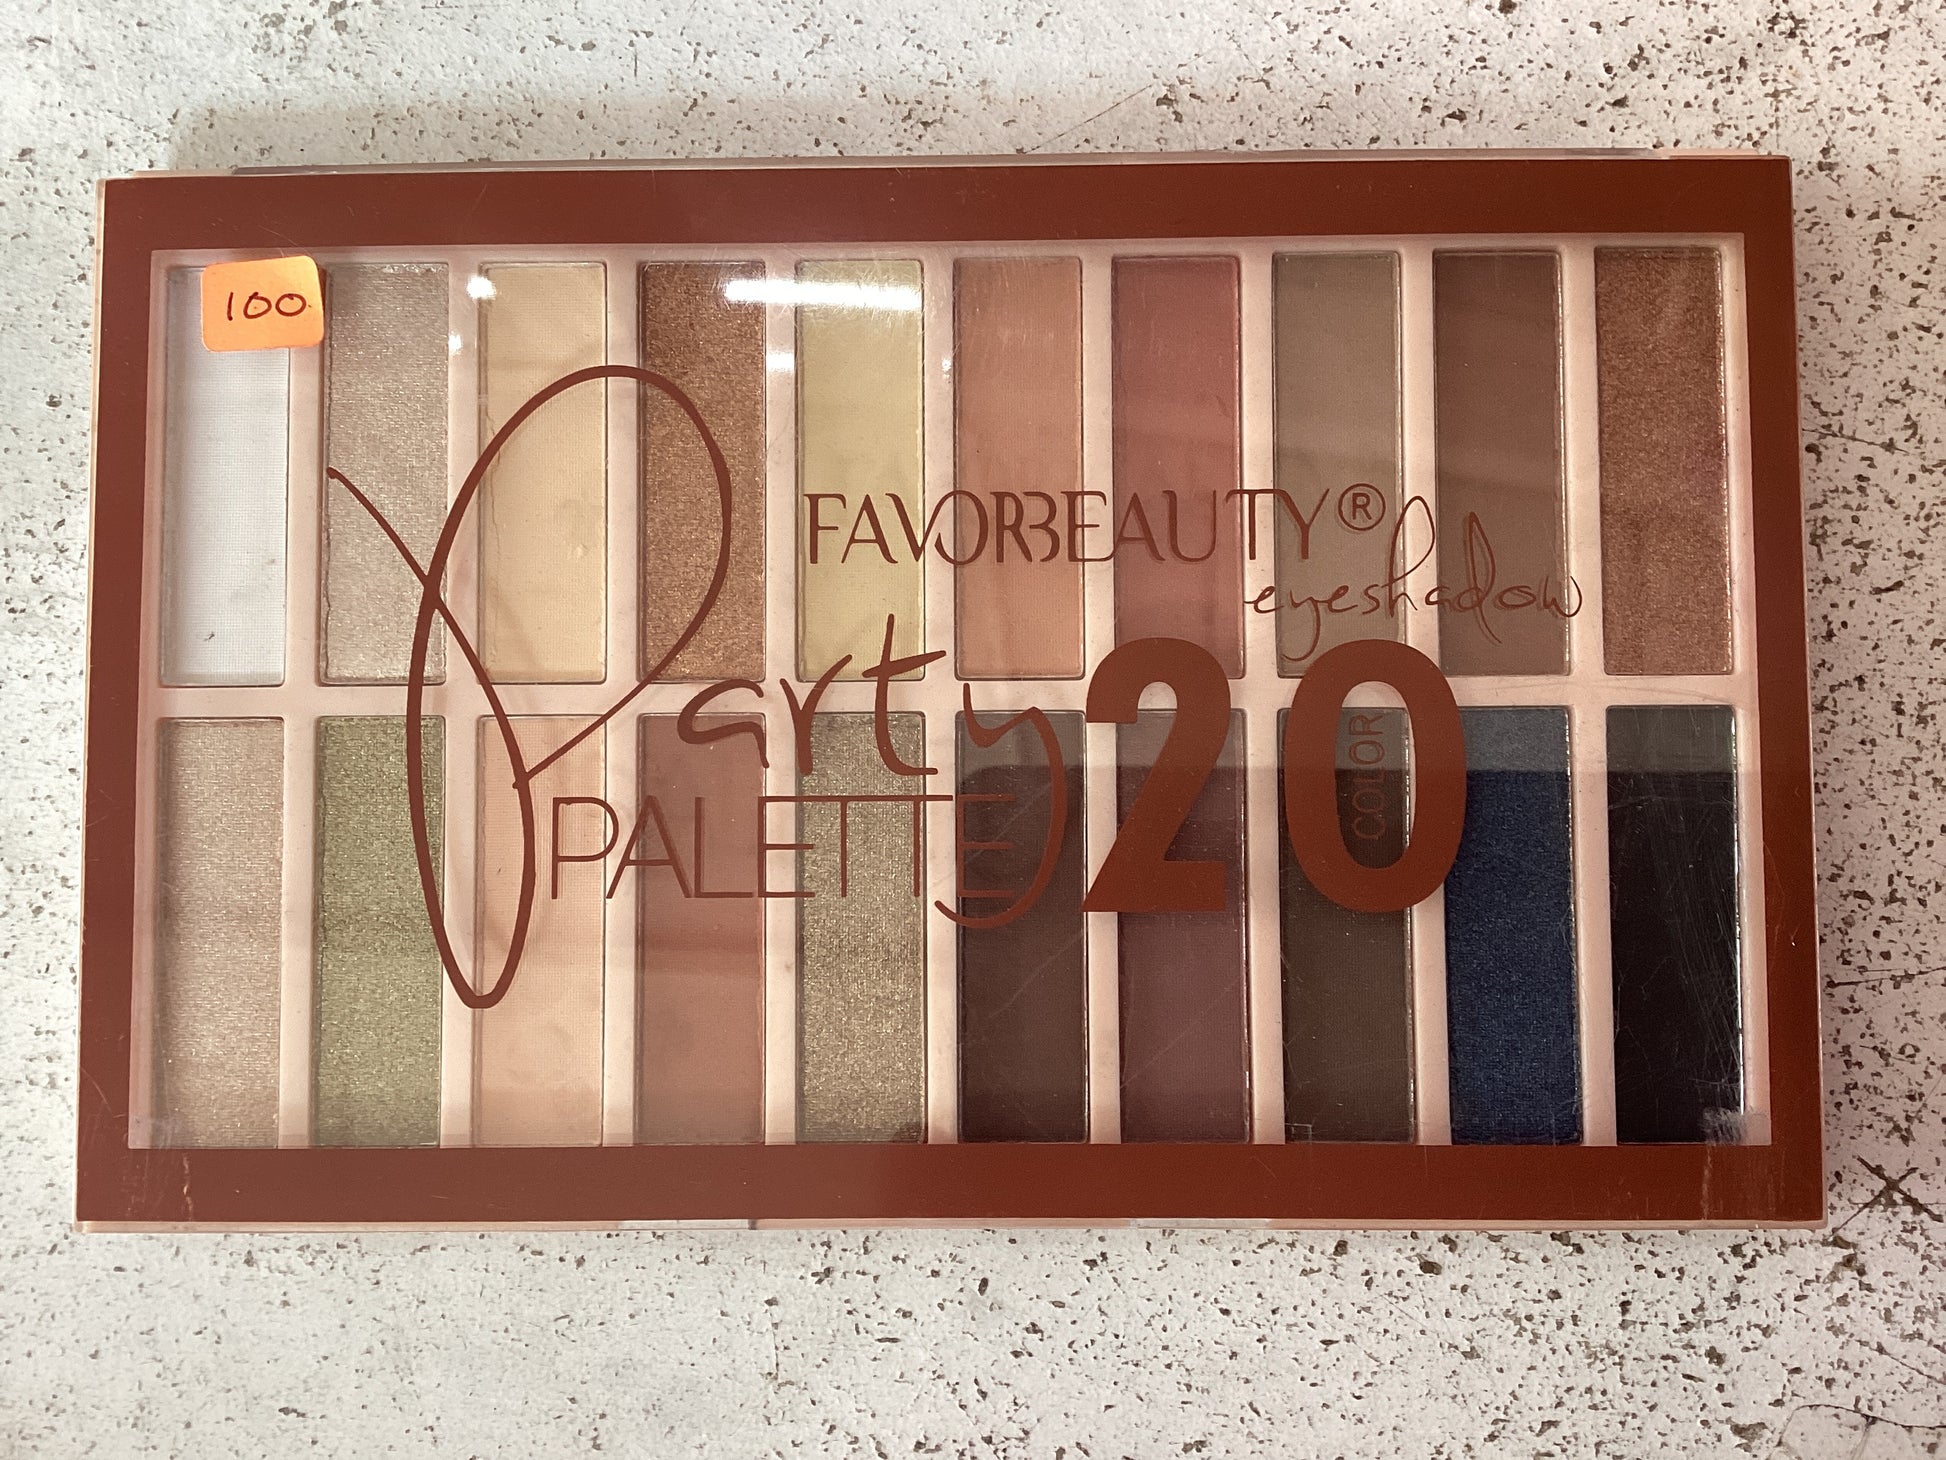 100
FAVORBEAUTY®
eyeshadow
Party 20
COLOR
PALETTE